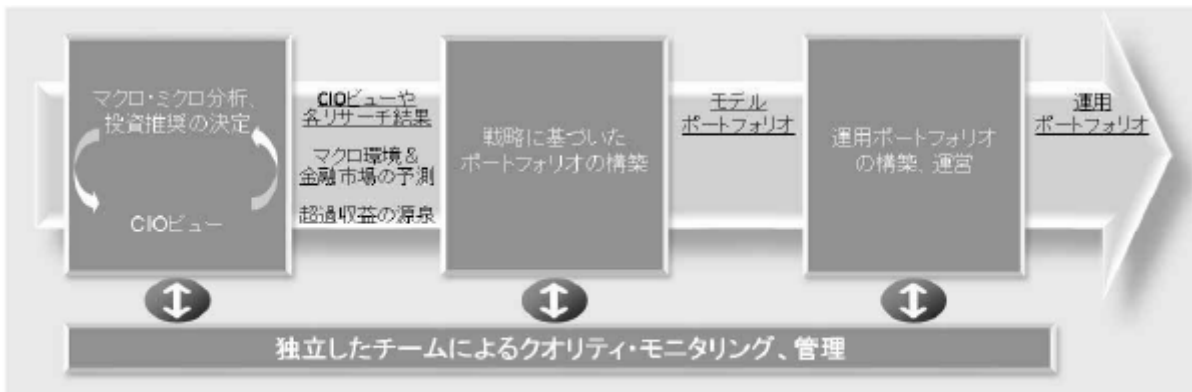 マクロ・ミクロ分析、
投資推奨の決定
CIOビュー
CIOビューや
各リサーチ結果
マクロ環境&
金融市場の予測
超過収益の源泉
戦略に基づいた
ポートフォリオの構築
モデル
ポートフォリオ
運用ポートフォリオ
の構築、運営
運用
ポートフォリオ
独立したチームによるクオリティ・モニタリング、管理